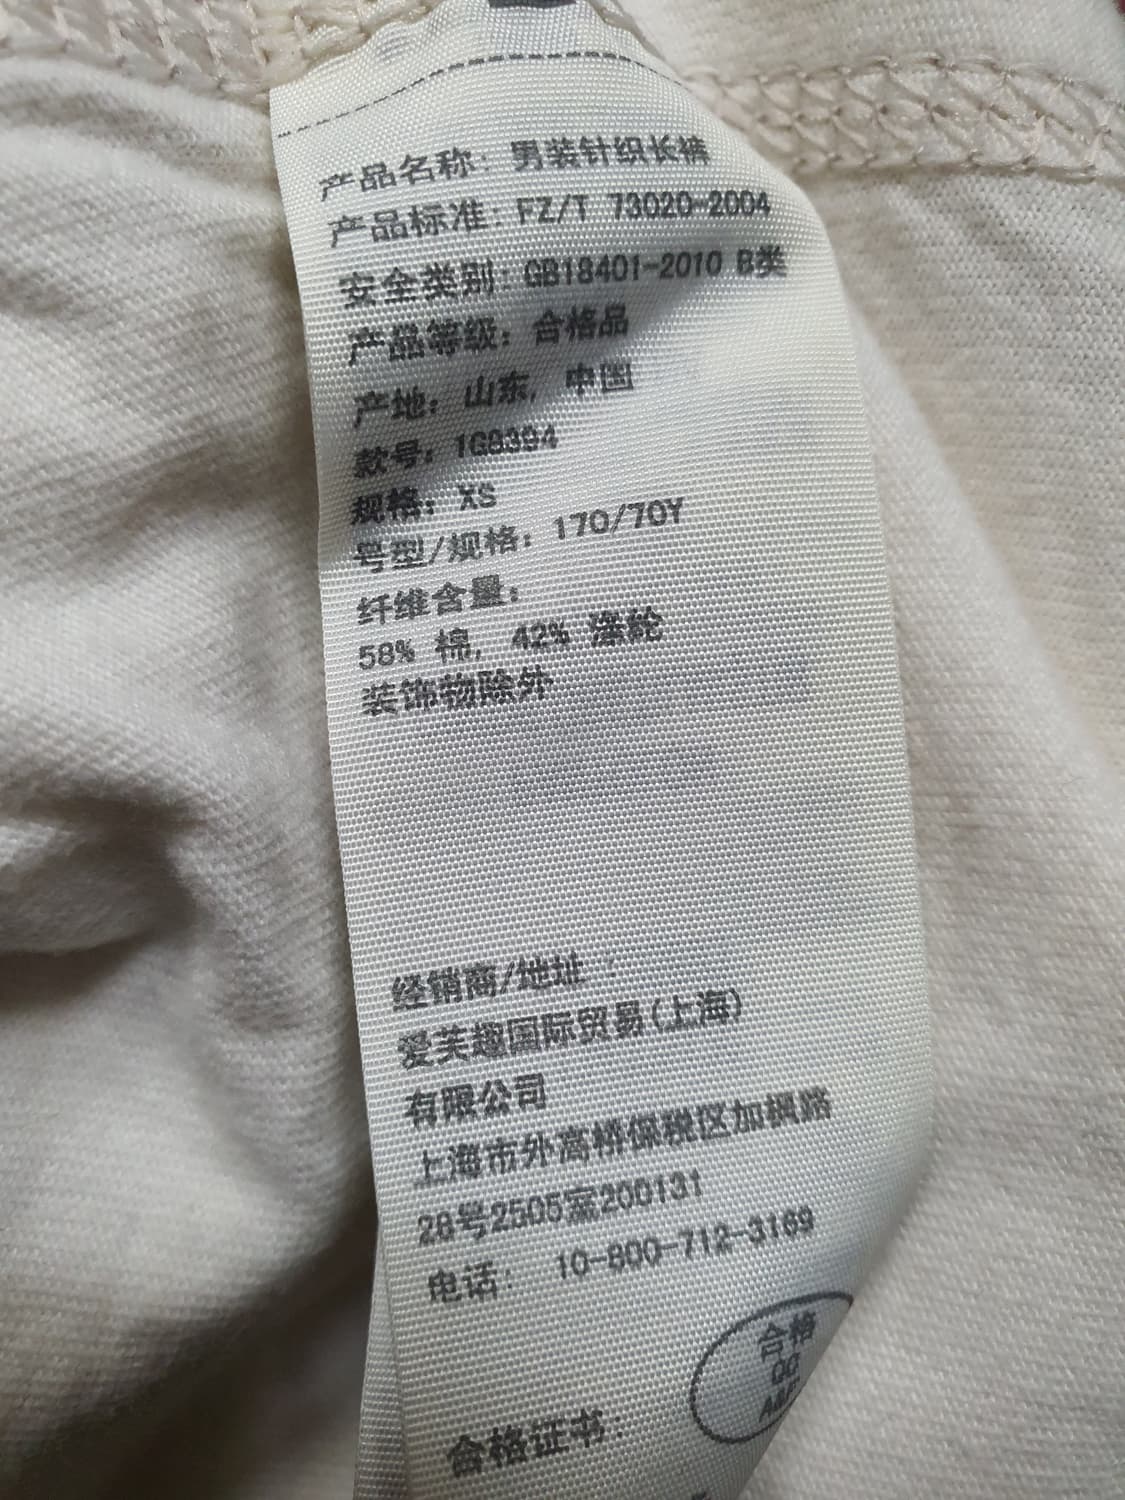 产品名称: 男装针织长裤
产品标准: FZ/T 73020-2004
安全类别: GB18401-2010 B类
产品等级: 合格品
产地: 山东, 中国
款号: 1G8394
规格: XS
号型/规格: 170/70Y
纤维含量:
58% 棉, 42% 涤纶
装饰物除外
经销商/地址 :
爱芙趣国际贸易(上海)
有限公司
上海市外高桥保税区加枫路
28号2505室200131
电话: 10-800-712-3169
合格
QC
A&F
合格证书: